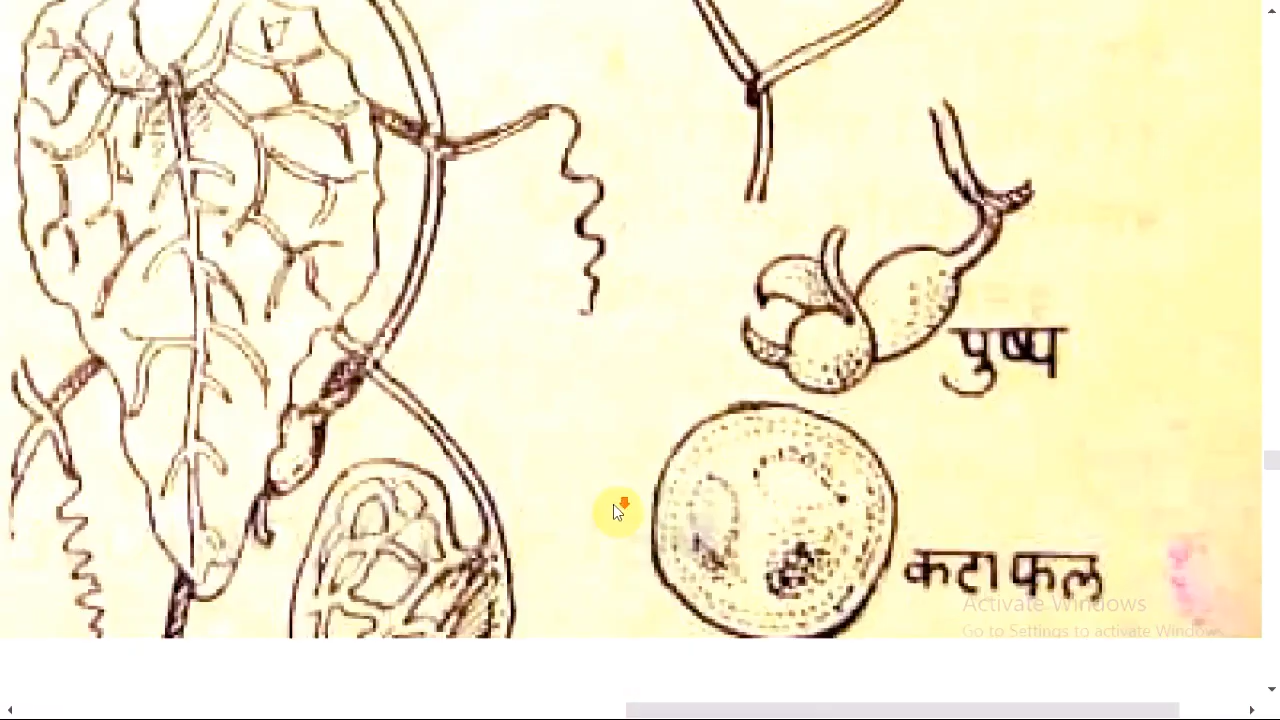 पुष्प
कटा फल
Activate Windows
Go to Settings to activate Windows.